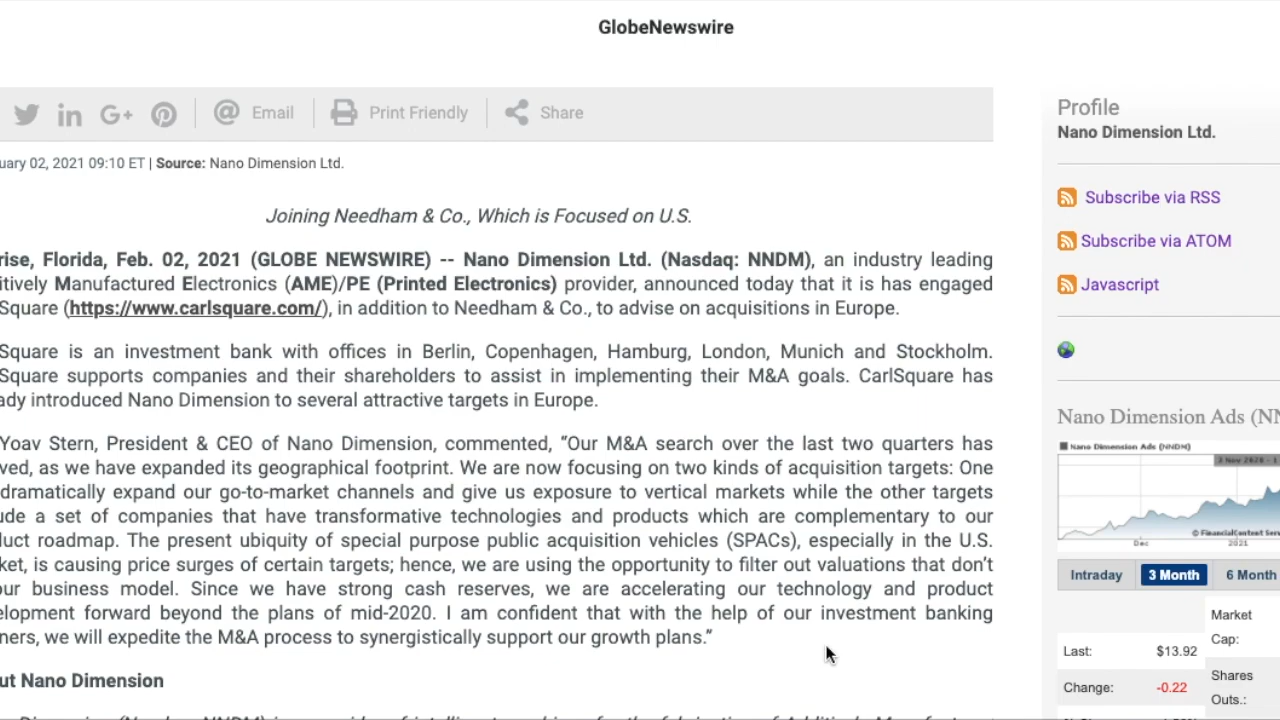 GlobeNewswire
Email
Print Friendly
Share
uary 02, 2021 09:10 ET | Source: Nano Dimension Ltd.
Joining Needham & Co., Which is Focused on U.S.
rise, Florida, Feb. 02, 2021 (GLOBE NEWSWIRE) -- Nano Dimension Ltd. (Nasdaq: NNDM), an industry leading
itively Manufactured Electronics (AME)/PE (Printed Electronics) provider, announced today that it is has engaged
Square (https://www.carlsquare.com/), in addition to Needham & Co., to advise on acquisitions in Europe.
Square is an investment bank with offices in Berlin, Copenhagen, Hamburg, London, Munich and Stockholm.
Square supports companies and their shareholders to assist in implementing their M&A goals. CarlSquare has
ady introduced Nano Dimension to several attractive targets in Europe.
Yoav Stern, President & CEO of Nano Dimension, commented, “Our M&A search over the last two quarters has
ved, as we have expanded its geographical footprint. We are now focusing on two kinds of acquisition targets: One
dramatically expand our go-to-market channels and give us exposure to vertical markets while the other targets
ude a set of companies that have transformative technologies and products which are complementary to our
uct roadmap. The present ubiquity of special purpose public acquisition vehicles (SPACs), especially in the U.S.
ket, is causing price surges of certain targets; hence, we are using the opportunity to filter out valuations that don’t
our business model. Since we have strong cash reserves, we are accelerating our technology and product
elopment forward beyond the plans of mid-2020. I am confident that with the help of our investment banking
ners, we will expedite the M&A process to synergistically support our growth plans.”
ut Nano Dimension
Profile
Nano Dimension Ltd.
Subscribe via RSS
Subscribe via ATOM
Javascript
Nano Dimension Ads (NN
Nano Dimension Ads (NNDM)
3 Nov 2020 - 1
© FinancialContent Serv
Dec
2021
Intraday
3 Month
6 Month
Market
Cap:
Last: $13.92
Shares
Outs.:
Change: -0.22